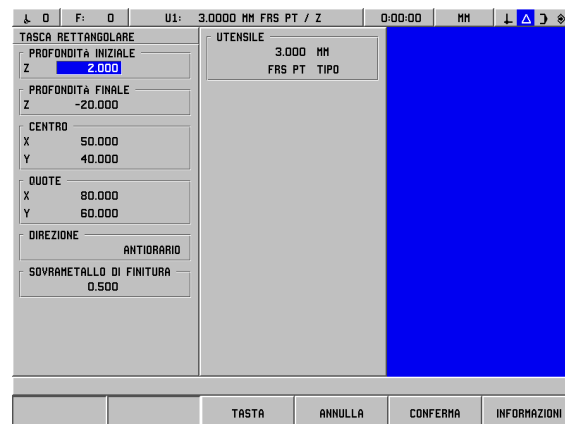 0 F: 0 U1: 3.0000 MM FRS PT / Z 0:00:00 MM
TASCA RETTANGOLARE
PROFONDITÀ INIZIALE
Z 2.000
PROFONDITÀ FINALE
Z -20.000
CENTRO
X 50.000
Y 40.000
QUOTE
X 80.000
Y 60.000
DIREZIONE
ANTIORARIO
SOVRAMETALLO DI FINITURA
0.500
UTENSILE
3.000 MM
FRS PT TIPO
TASTA ANNULLA CONFERMA INFORMAZIONI